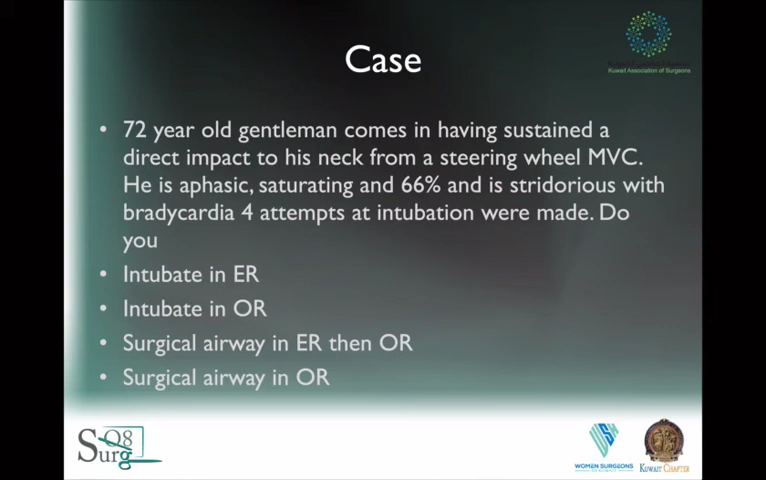 Kuwait Association of Surgeons
Case
• 72 year old gentleman comes in having sustained a
direct impact to his neck from a steering wheel MVC.
He is aphasic, saturating and 66% and is stridorious with
bradycardia 4 attempts at intubation were made. Do
you
• Intubate in ER
• Intubate in OR
• Surgical airway in ER then OR
• Surgical airway in OR
Q8
Surg
WOMEN SURGEONS
OF KUWAIT
KUWAIT CHAPTER